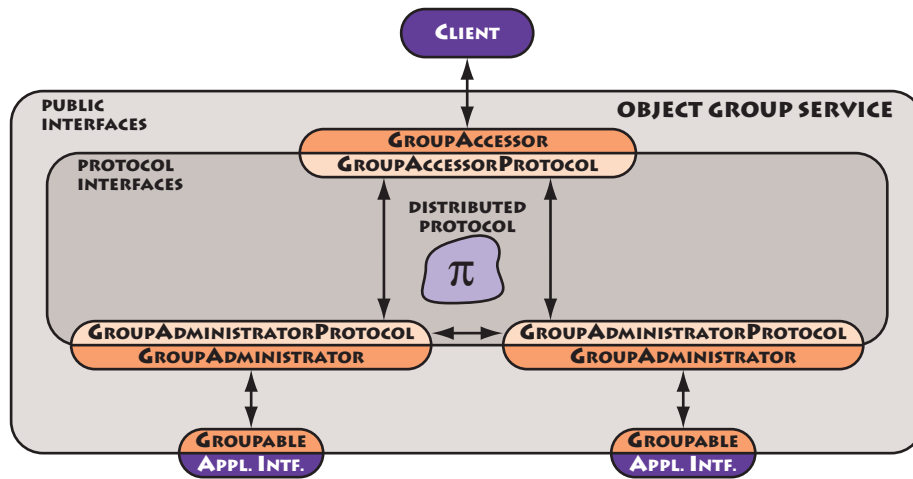 CLIENT
PUBLIC
INTERFACES
OBJECT GROUP SERVICE
GROUPACCESSOR
GROUPACCESSORPROTOCOL
PROTOCOL
INTERFACES
DISTRIBUTED
PROTOCOL
π
GROUPADMINISTRATORPROTOCOL
GROUPADMINISTRATOR
GROUPADMINISTRATORPROTOCOL
GROUPADMINISTRATOR
GROUPABLE
APPL. INTF.
GROUPABLE
APPL. INTF.